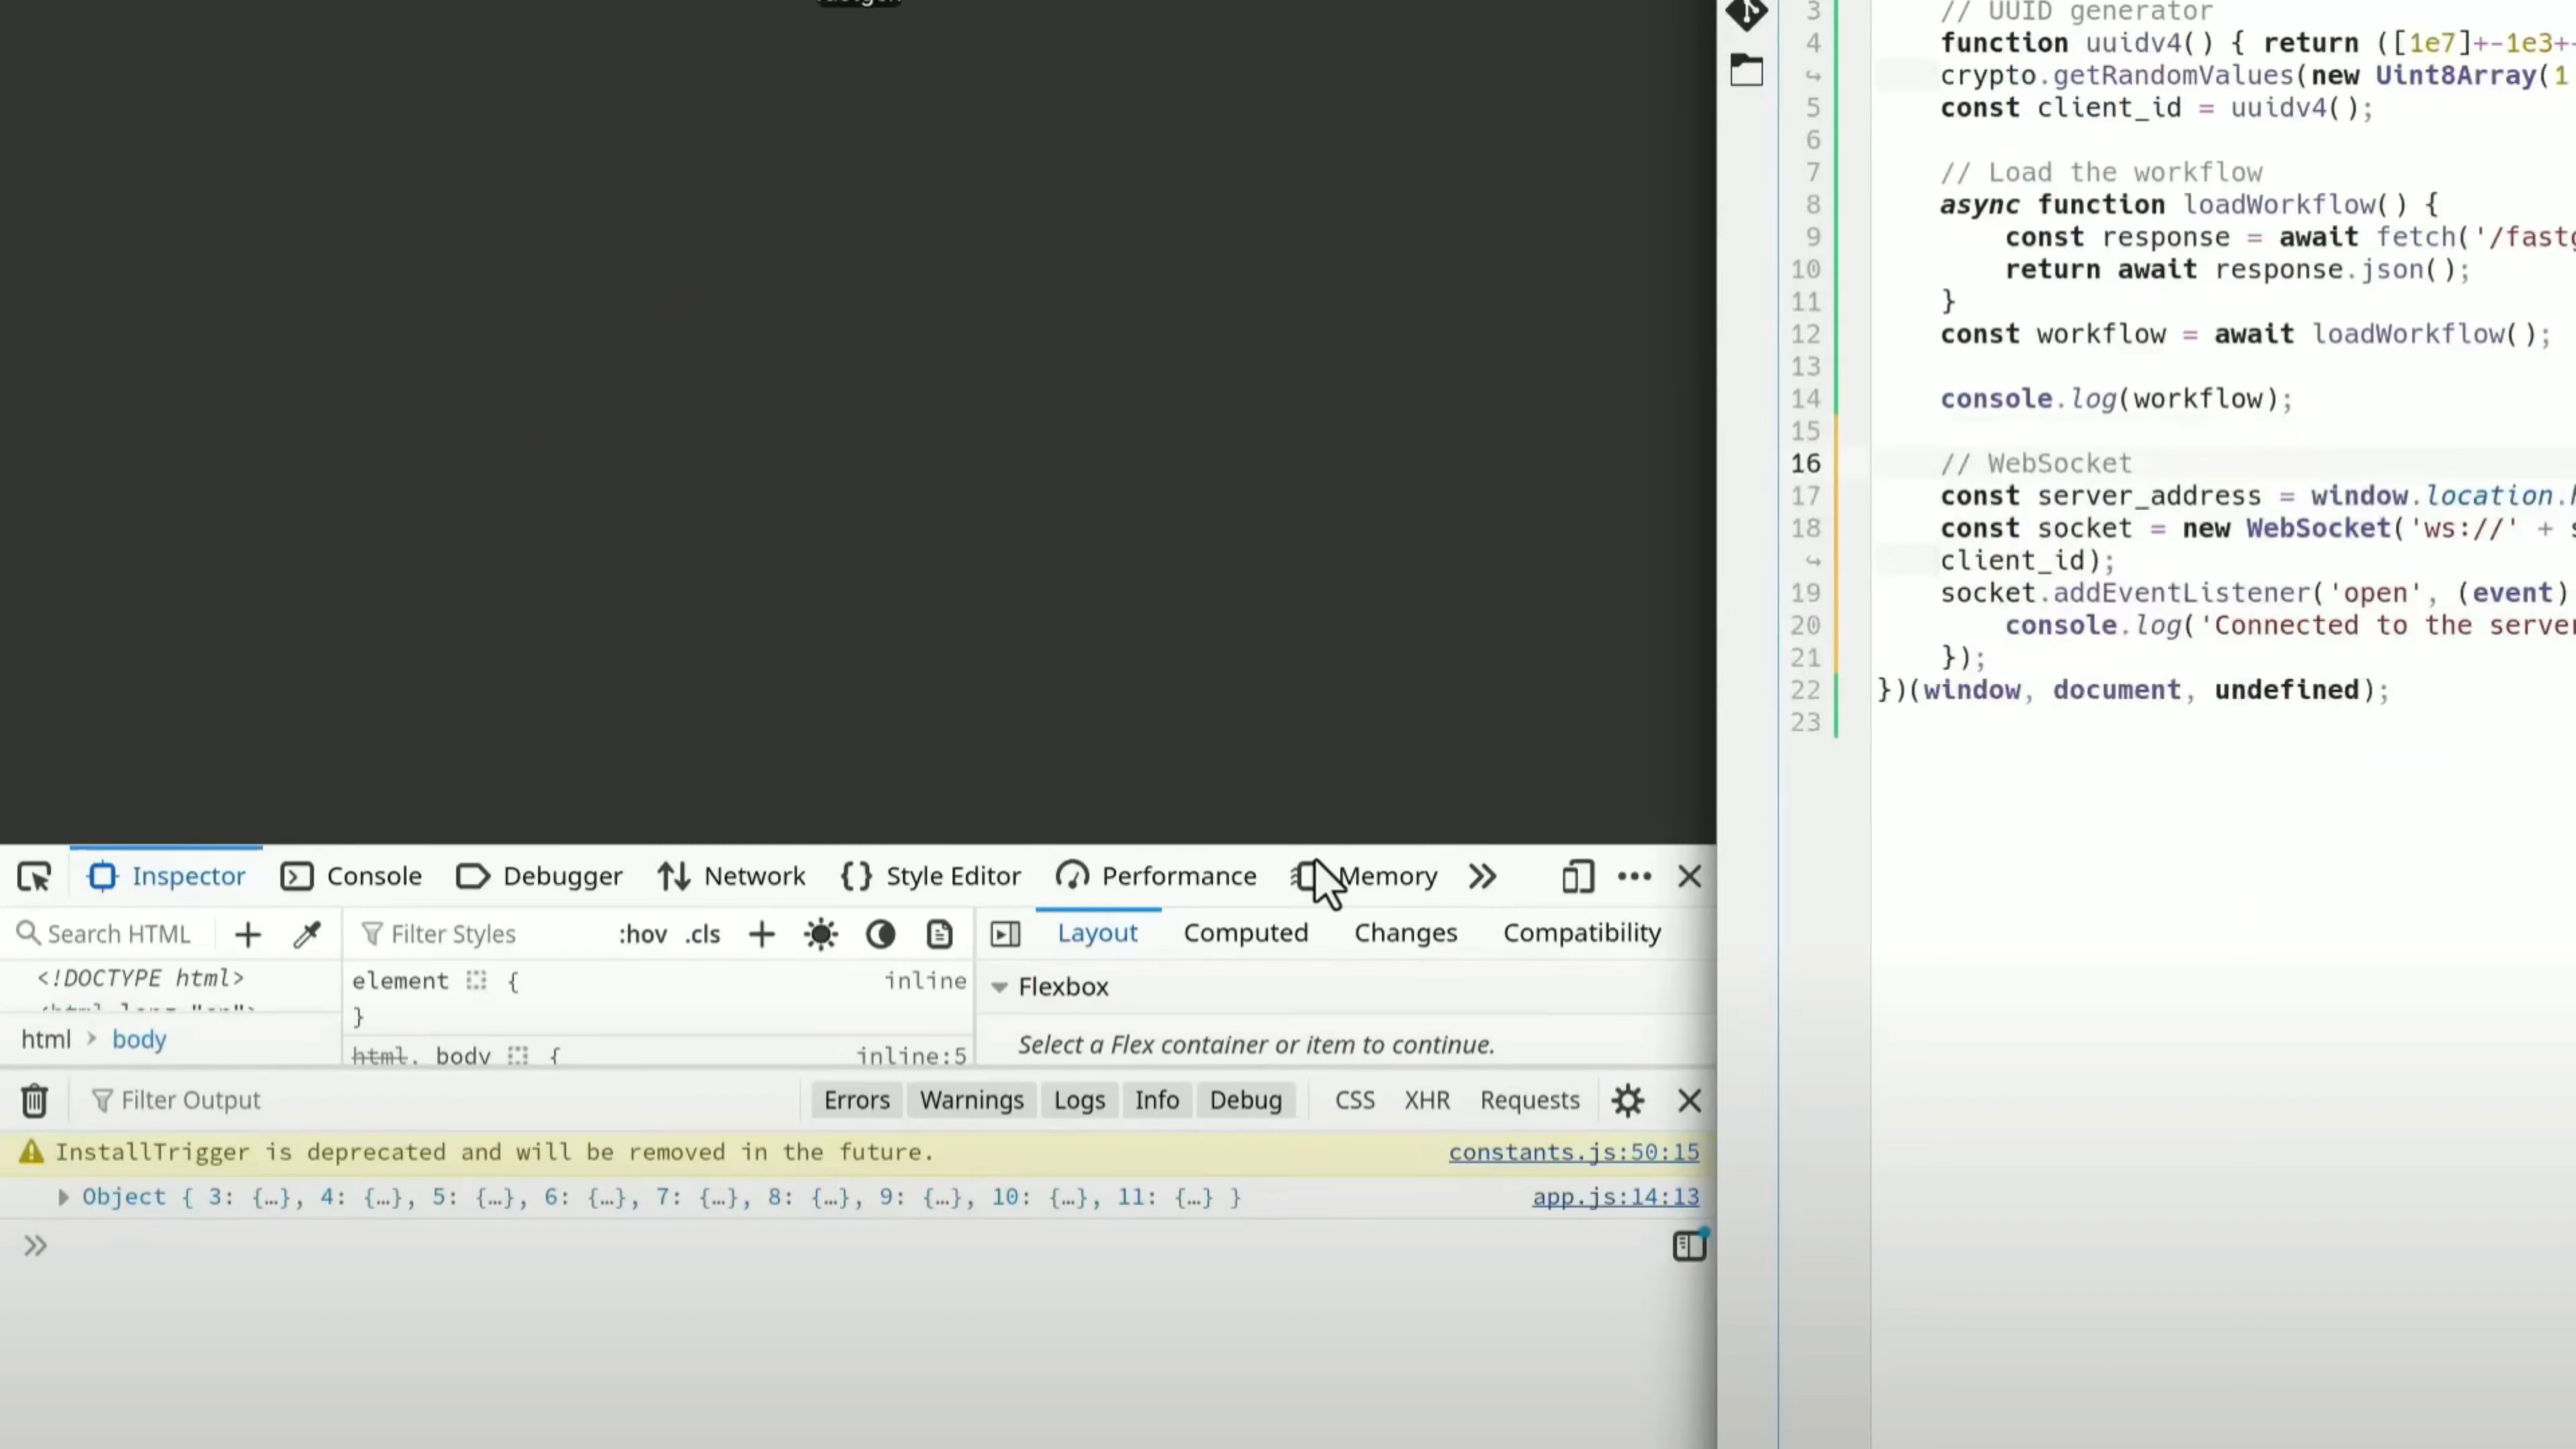 Inspector Console Debugger Network Style Editor Performance Memory
Search HTML
Filter Styles :hov .cls
Layout Computed Changes Compatibility
<!DOCTYPE html>
html body
element { inline
}
html, body { inline:5
Flexbox
Select a Flex container or item to continue.
Filter Output Errors Warnings Logs Info Debug CSS XHR Requests
InstallTrigger is deprecated and will be removed in the future. constants.js:50:15
Object { 3: {…}, 4: {…}, 5: {…}, 6: {…}, 7: {…}, 8: {…}, 9: {…}, 10: {…}, 11: {…} } app.js:14:13
3 // UUID generator
4 function uuidv4() { return ([1e7]+-1e3+-
crypto.getRandomValues(new Uint8Array(1
5 const client_id = uuidv4();
6
7 // Load the workflow
8 async function loadWorkflow() {
9 const response = await fetch('/fastg
10 return await response.json();
11 }
12 const workflow = await loadWorkflow();
13
14 console.log(workflow);
15
16 // WebSocket
17 const server_address = window.location.
18 const socket = new WebSocket('ws://' +
client_id);
19 socket.addEventListener('open', (event)
20 console.log('Connected to the server
21 });
22 })(window, document, undefined);
23